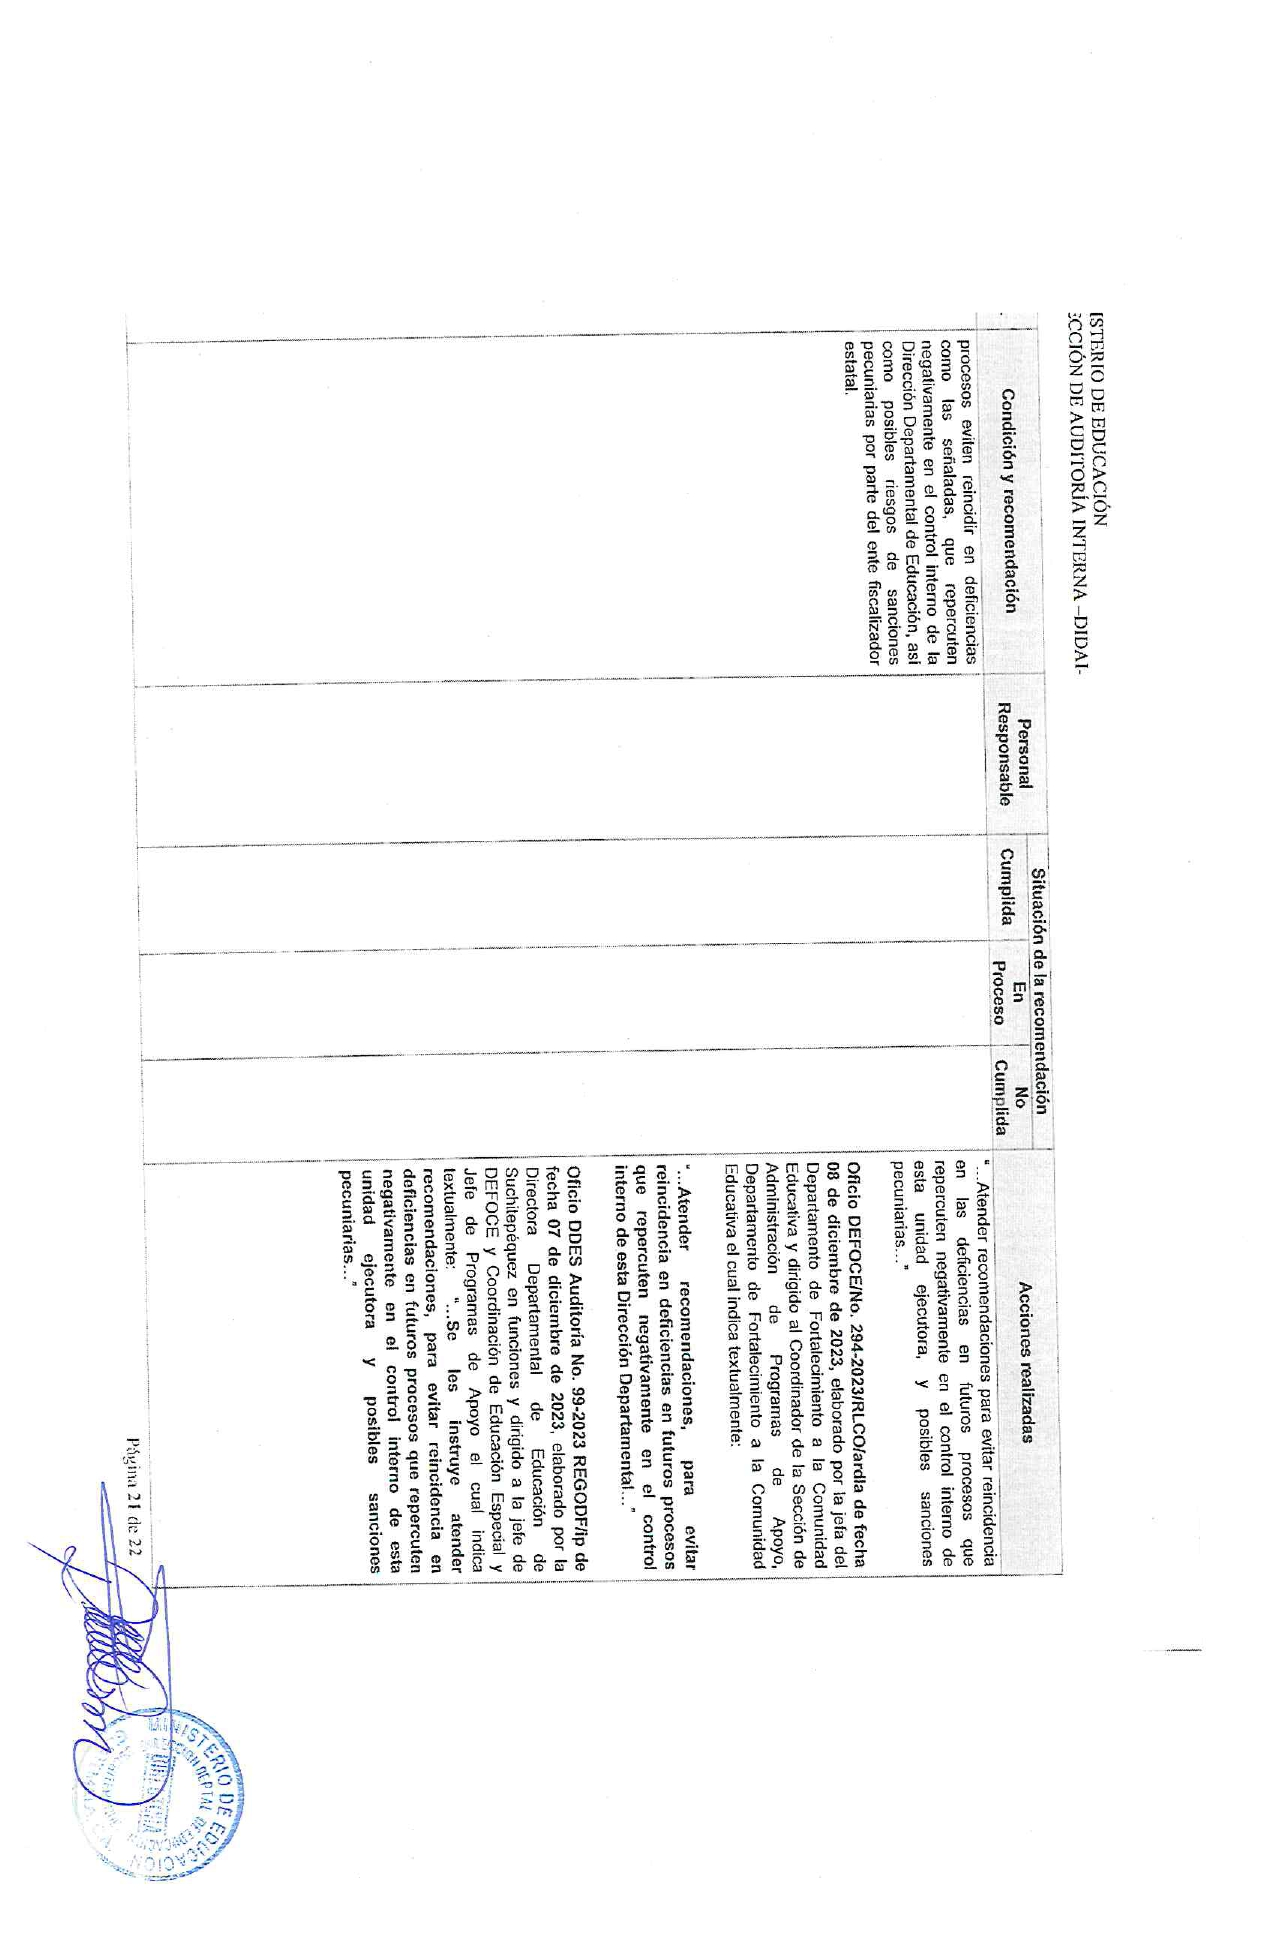 ISTERIO DE EDUCACIÓN
ECCIÓN DE AUDITORÍA INTERNA –DIDAI-
Condición y recomendación
Personal
Responsable
Situación de la recomendación
Cumplida
En
Proceso
No
Cumplida
Acciones realizadas
procesos eviten reincidir en deficiencias
como las señaladas, que repercuten
negativamente en el control interno de la
Dirección Departamental de Educación, así
como posibles riesgos de sanciones
pecuniarias por parte del ente fiscalizador
estatal.
"...Atender recomendaciones para evitar reincidencia
en las deficiencias en futuros procesos que
repercuten negativamente en el control interno de
esta unidad ejecutora, y posibles sanciones
pecuniarias..."
Oficio DEFOCE/No. 294-2023/RLCO/ardla de fecha
08 de diciembre de 2023, elaborado por la jefa del
Departamento de Fortalecimiento a la Comunidad
Educativa y dirigido al Coordinador de la Sección de
Administración de Programas de Apoyo,
Departamento de Fortalecimiento a la Comunidad
Educativa el cual indica textualmente:
"...Atender recomendaciones, para evitar
reincidencia en deficiencias en futuros procesos
que repercuten negativamente en el control
interno de esta Dirección Departamental..."
Oficio DDES Auditoría No. 99-2023 REGODF/ip de
fecha 07 de diciembre de 2023, elaborado por la
Directora Departamental de Educación de
Suchitepéquez en funciones y dirigido a la jefe de
DEFOCE y Coordinación de Educación Especial y
Jefe de Programas de Apoyo el cual indica
textualmente: "...Se les instruye atender
recomendaciones, para evitar reincidencia en
deficiencias en futuros procesos que repercuten
negativamente en el control interno de esta
unidad ejecutora y posibles sanciones
pecuniarias..."
Página 21 de 22
MINISTERIO DE EDUCACION